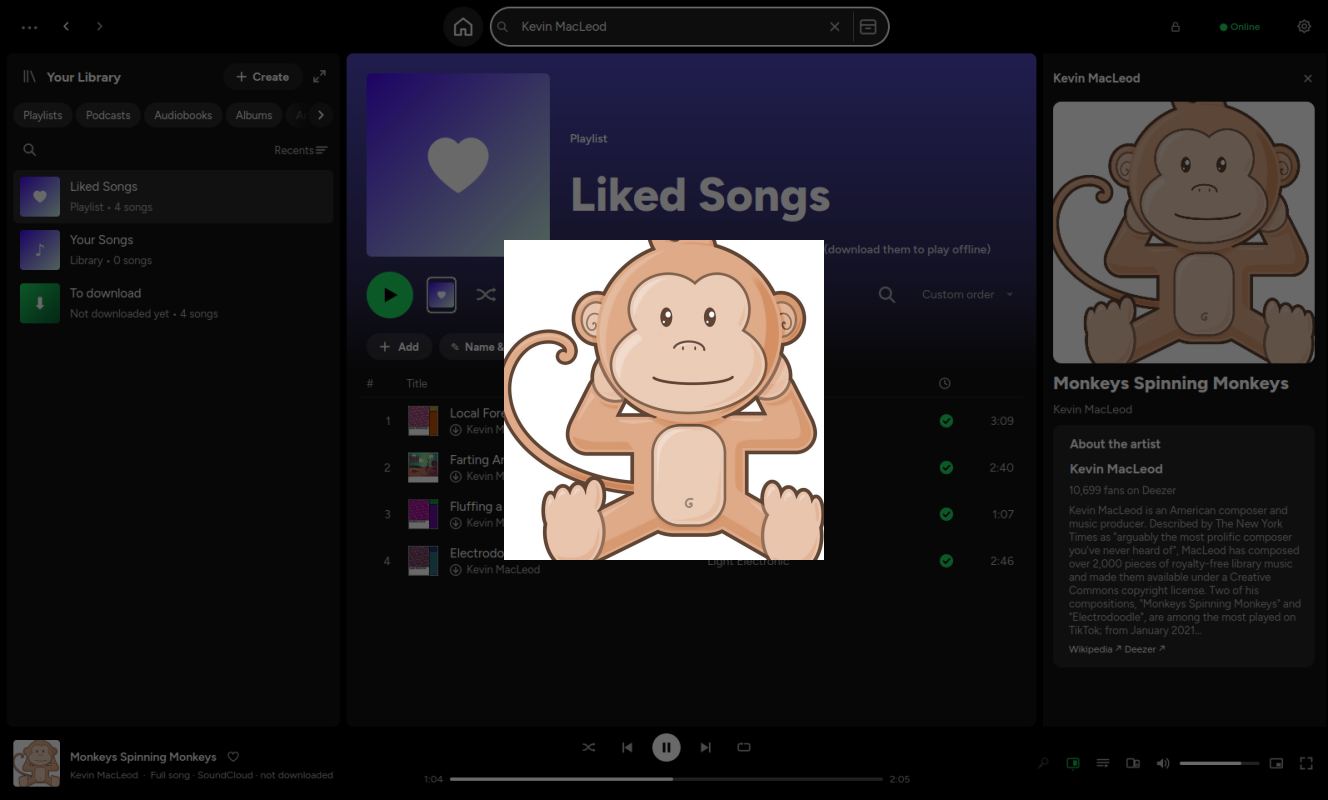 Kevin MacLeod
Online
Your Library
Create
Playlists
Podcasts
Audiobooks
Albums
Recents
Liked Songs
Playlist • 4 songs
Your Songs
Library • 0 songs
To download
Not downloaded yet • 4 songs
Playlist
Liked Songs
(download them to play offline)
Custom order
Add
Name &
# Title
1 Local Fore
Kevin M
3:09
2 Farting Ar
Kevin M
2:40
3 Fluffing a
Kevin M
1:07
4 Electrodo
Kevin MacLeod
Light Electronic
2:46
G
Kevin MacLeod
G
Monkeys Spinning Monkeys
Kevin MacLeod
About the artist
Kevin MacLeod
10,699 fans on Deezer
Kevin MacLeod is an American composer and
music producer. Described by The New York
Times as "arguably the most prolific composer
you've never heard of", MacLeod has composed
over 2,000 pieces of royalty-free library music
and made them available under a Creative
Commons copyright license. Two of his
compositions, "Monkeys Spinning Monkeys" and
"Electrodoodle", are among the most played on
TikTok; from January 2021...
Wikipedia ↗ Deezer ↗
Monkeys Spinning Monkeys
Kevin MacLeod · Full song · SoundCloud · not downloaded
1:04
2:05